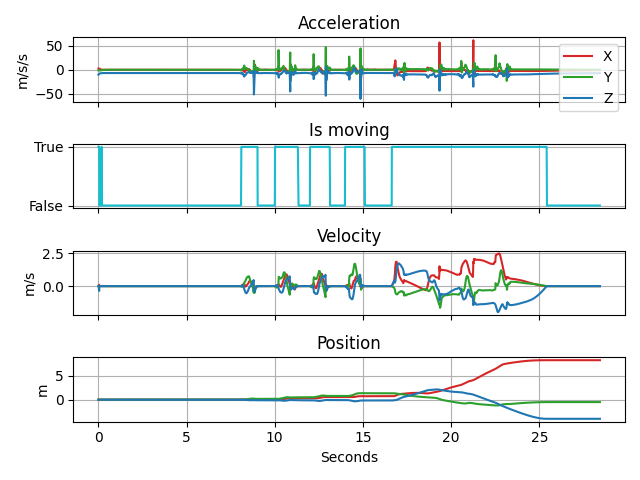 Acceleration
m/s/s
50
0
−50
X
Y
Z
Is moving
True
False
Velocity
m/s
2.5
0.0
Position
m
5
0
0 5 10 15 20 25
Seconds